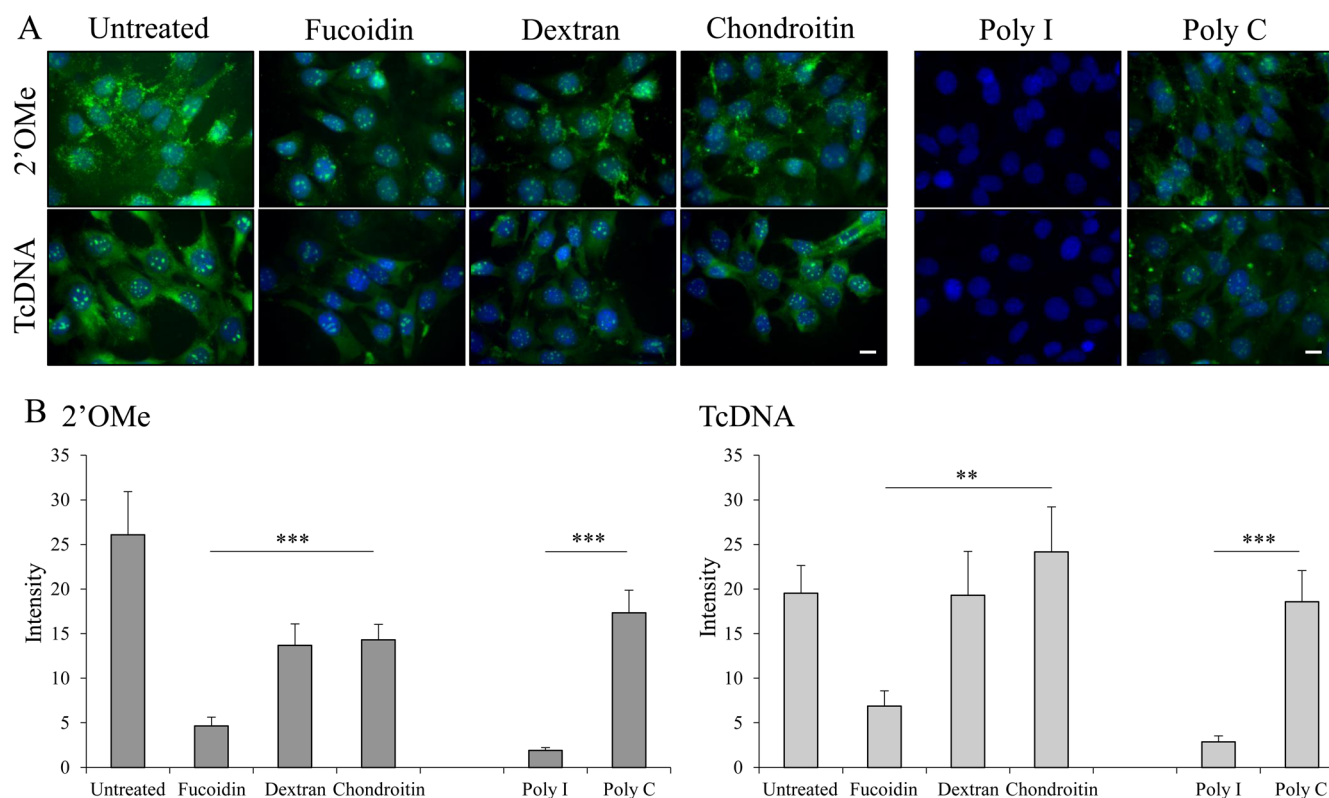 A
Untreated Fucoidin Dextran Chondroitin Poly I Poly C
2'OMe
TcDNA
B 2'OMe
35
30
25
20
15
10
5
0
Intensity
***
***
Untreated Fucoidin Dextran Chondroitin Poly I Poly C
TcDNA
35
30
25
20
15
10
5
0
Intensity
**
***
Untreated Fucoidin Dextran Chondroitin Poly I Poly C